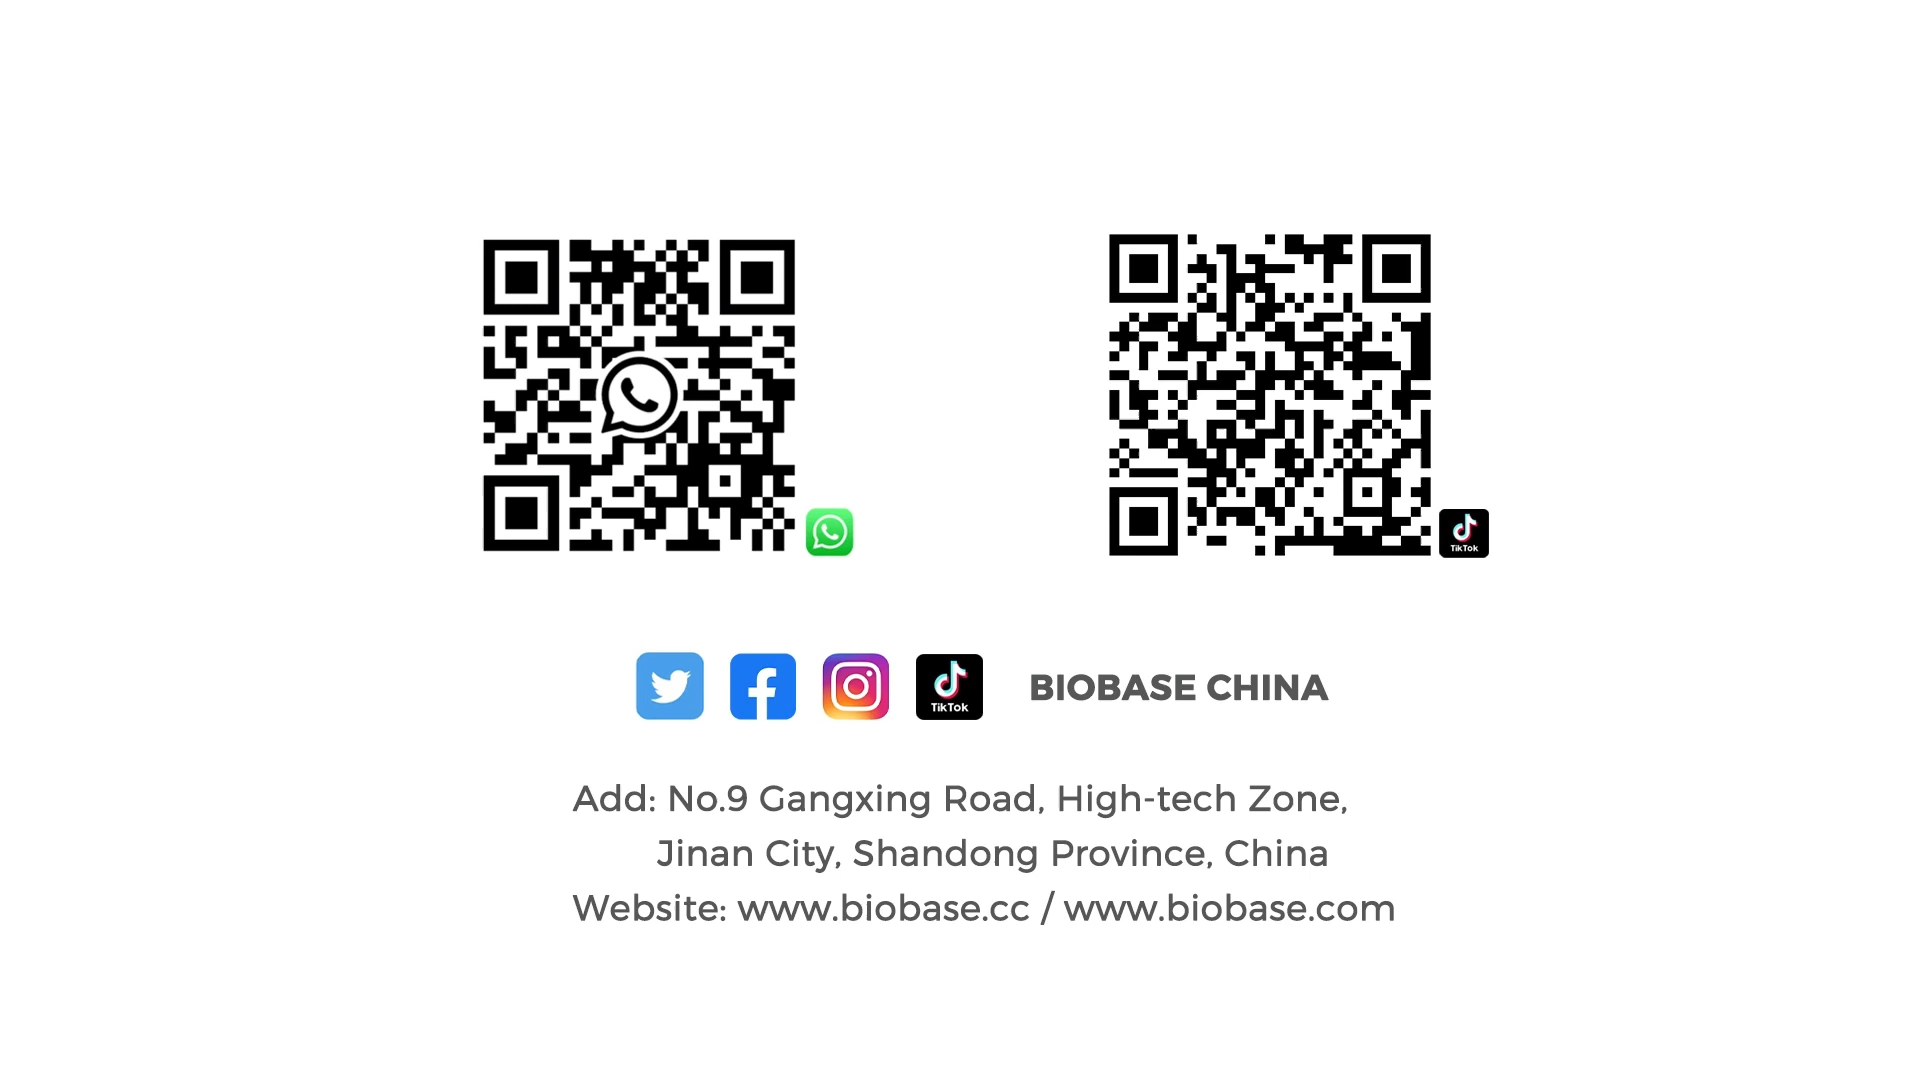 TikTok
TikTok BIOBASE CHINA
Add: No.9 Gangxing Road, High-tech Zone,
Jinan City, Shandong Province, China
Website: www.biobase.cc / www.biobase.com